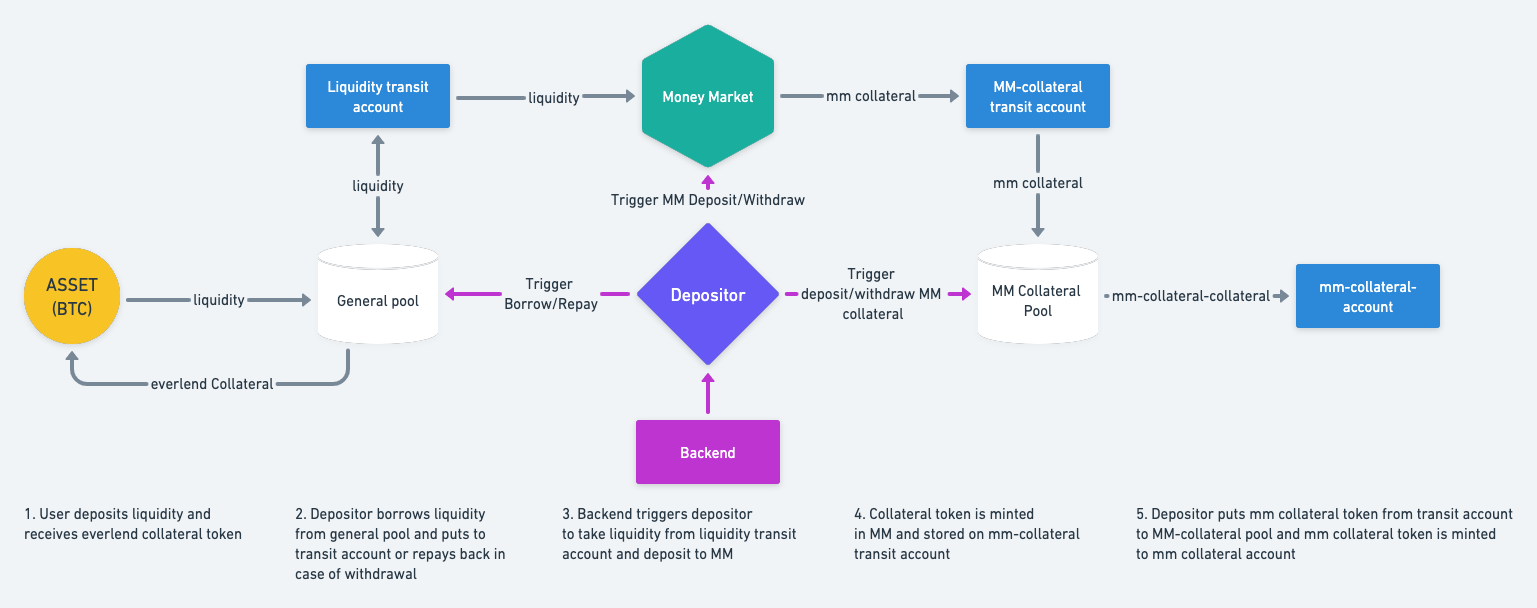 Liquidity transit
account
liquidity
Money Market
mm collateral
MM-collateral
transit account
liquidity
mm collateral
Trigger MM Deposit/Withdraw
ASSET
(BTC)
liquidity
General pool
Trigger
Borrow/Repay
Depositor
Trigger
deposit/withdraw MM
collateral
MM Collateral
Pool
mm-collateral-collateral
mm-collateral-
account
everlend Collateral
Backend
1. User deposits liquidity and
receives everlend collateral token
2. Depositor borrows liquidity
from general pool and puts to
transit account or repays back in
case of withdrawal
3. Backend triggers depositor
to take liquidity from liquidity transit
account and deposit to MM
4. Collateral token is minted
in MM and stored on mm-collateral
transit account
5. Depositor puts mm collateral token from transit account
to MM-collateral pool and mm collateral token is minted
to mm collateral account